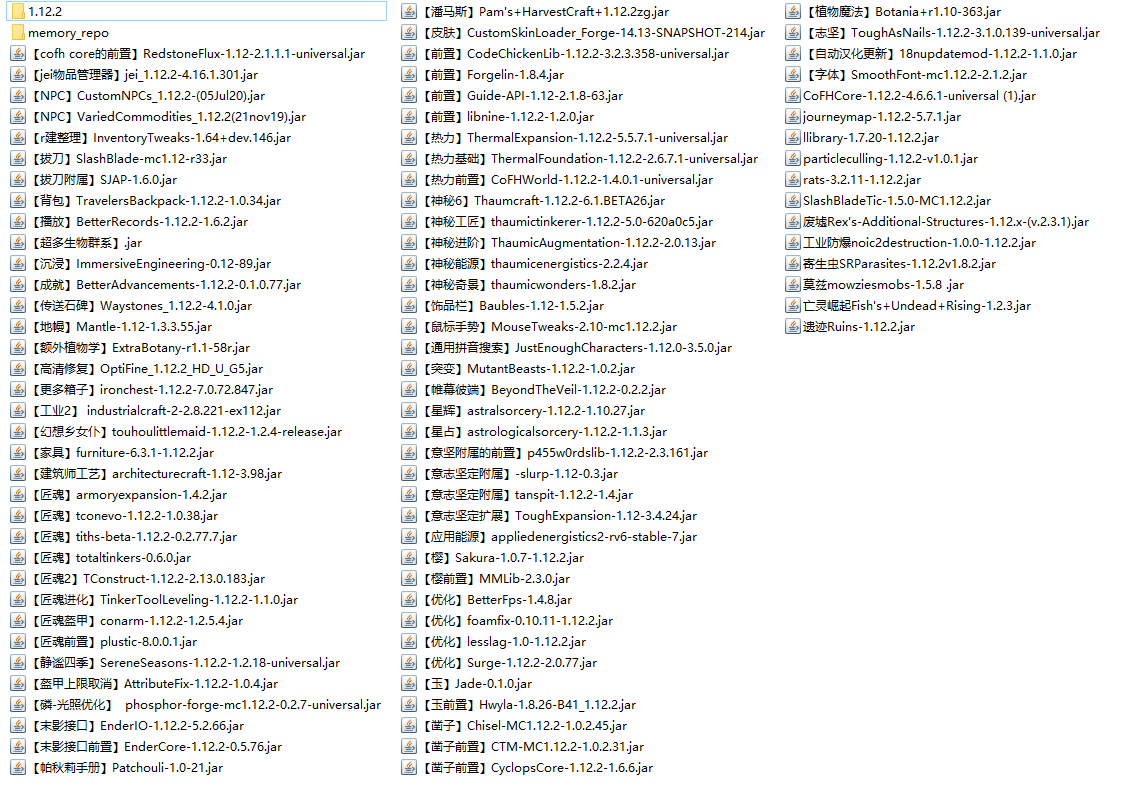 1.12.2
memory_repo
【cofh core的前置】RedstoneFlux-1.12-2.1.1.1-universal.jar
【jei物品管理器】jei_1.12.2-4.16.1.301.jar
【NPC】CustomNPCs_1.12.2-(05Jul20).jar
【NPC】VariedCommodities_1.12.2(21nov19).jar
【r建整理】InventoryTweaks-1.64+dev.146.jar
【拔刀】SlashBlade-mc1.12-r33.jar
【拔刀附属】SJAP-1.6.0.jar
【背包】TravelersBackpack-1.12.2-1.0.34.jar
【播放】BetterRecords-1.12.2-1.6.2.jar
【超多生物群系】.jar
【沉浸】ImmersiveEngineering-0.12-89.jar
【成就】BetterAdvancements-1.12.2-0.1.0.77.jar
【传送石碑】Waystones_1.12.2-4.1.0.jar
【地幔】Mantle-1.12-1.3.3.55.jar
【额外植物学】ExtraBotany-r1.1-58r.jar
【高清修复】OptiFine_1.12.2_HD_U_G5.jar
【更多箱子】ironchest-1.12.2-7.0.72.847.jar
【工业2】 industrialcraft-2-2.8.221-ex112.jar
【幻想乡女仆】touhoulittlemaid-1.12.2-1.2.4-release.jar
【家具】furniture-6.3.1-1.12.2.jar
【建筑师工艺】architecturecraft-1.12-3.98.jar
【匠魂】armoryexpansion-1.4.2.jar
【匠魂】tconevo-1.12.2-1.0.38.jar
【匠魂】tiths-beta-1.12.2-0.2.77.7.jar
【匠魂】totaltinkers-0.6.0.jar
【匠魂2】TConstruct-1.12.2-2.13.0.183.jar
【匠魂进化】TinkerToolLeveling-1.12.2-1.1.0.jar
【匠魂盔甲】conarm-1.12.2-1.2.5.4.jar
【匠魂前置】plustic-8.0.0.1.jar
【静谧四季】SereneSeasons-1.12.2-1.2.18-universal.jar
【盔甲上限取消】AttributeFix-1.12.2-1.0.4.jar
【磷-光照优化】 phosphor-forge-mc1.12.2-0.2.7-universal.jar
【末影接口】EnderIO-1.12.2-5.2.66.jar
【末影接口前置】EnderCore-1.12.2-0.5.76.jar
【帕秋莉手册】Patchouli-1.0-21.jar
【潘马斯】Pam's+HarvestCraft+1.12.2zg.jar
【皮肤】CustomSkinLoader_Forge-14.13-SNAPSHOT-214.jar
【前置】CodeChickenLib-1.12.2-3.2.3.358-universal.jar
【前置】Forgelin-1.8.4.jar
【前置】Guide-API-1.12-2.1.8-63.jar
【前置】libnine-1.12.2-1.2.0.jar
【热力】ThermalExpansion-1.12.2-5.5.7.1-universal.jar
【热力基础】ThermalFoundation-1.12.2-2.6.7.1-universal.jar
【热力前置】CoFHWorld-1.12.2-1.4.0.1-universal.jar
【神秘6】Thaumcraft-1.12.2-6.1.BETA26.jar
【神秘工匠】thaumictinkerer-1.12.2-5.0-620a0c5.jar
【神秘进阶】ThaumicAugmentation-1.12.2-2.0.13.jar
【神秘能源】thaumicenergistics-2.2.4.jar
【神秘奇景】thaumicwonders-1.8.2.jar
【饰品栏】Baubles-1.12-1.5.2.jar
【鼠标手势】MouseTweaks-2.10-mc1.12.2.jar
【通用拼音搜索】JustEnoughCharacters-1.12.0-3.5.0.jar
【突变】MutantBeasts-1.12.2-1.0.2.jar
【帷幕彼端】BeyondTheVeil-1.12.2-0.2.2.jar
【星辉】astralsorcery-1.12.2-1.10.27.jar
【星占】astrologicalsorcery-1.12.2-1.1.3.jar
【意坚附属的前置】p455w0rdslib-1.12.2-2.3.161.jar
【意志坚定附属】-slurp-1.12-0.3.jar
【意志坚定附属】tanspit-1.12.2-1.4.jar
【意志坚定扩展】ToughExpansion-1.12-3.4.24.jar
【应用能源】appliedenergistics2-rv6-stable-7.jar
【樱】Sakura-1.0.7-1.12.2.jar
【樱前置】MMLib-2.3.0.jar
【优化】BetterFps-1.4.8.jar
【优化】foamfix-0.10.11-1.12.2.jar
【优化】lesslag-1.0-1.12.2.jar
【优化】Surge-1.12.2-2.0.77.jar
【玉】Jade-0.1.0.jar
【玉前置】Hwyla-1.8.26-B41_1.12.2.jar
【凿子】Chisel-MC1.12.2-1.0.2.45.jar
【凿子前置】CTM-MC1.12.2-1.0.2.31.jar
【凿子前置】CyclopsCore-1.12.2-1.6.6.jar
【植物魔法】Botania+r1.10-363.jar
【志坚】ToughAsNails-1.12.2-3.1.0.139-universal.jar
【自动汉化更新】18nupdatemod-1.12.2-1.1.0.jar
【字体】SmoothFont-mc1.12.2-2.1.2.jar
CoFHCore-1.12.2-4.6.6.1-universal (1).jar
journeymap-1.12.2-5.7.1.jar
llibrary-1.7.20-1.12.2.jar
particleculling-1.12.2-v1.0.1.jar
rats-3.2.11-1.12.2.jar
SlashBladeTic-1.5.0-MC1.12.2.jar
废墟Rex's-Additional-Structures-1.12.x-(v.2.3.1).jar
工业防爆noic2destruction-1.0.0-1.12.2.jar
寄生虫SRParasites-1.12.2v1.8.2.jar
莫兹mowziesmobs-1.5.8 .jar
亡灵崛起Fish's+Undead+Rising-1.2.3.jar
遗迹Ruins-1.12.2.jar